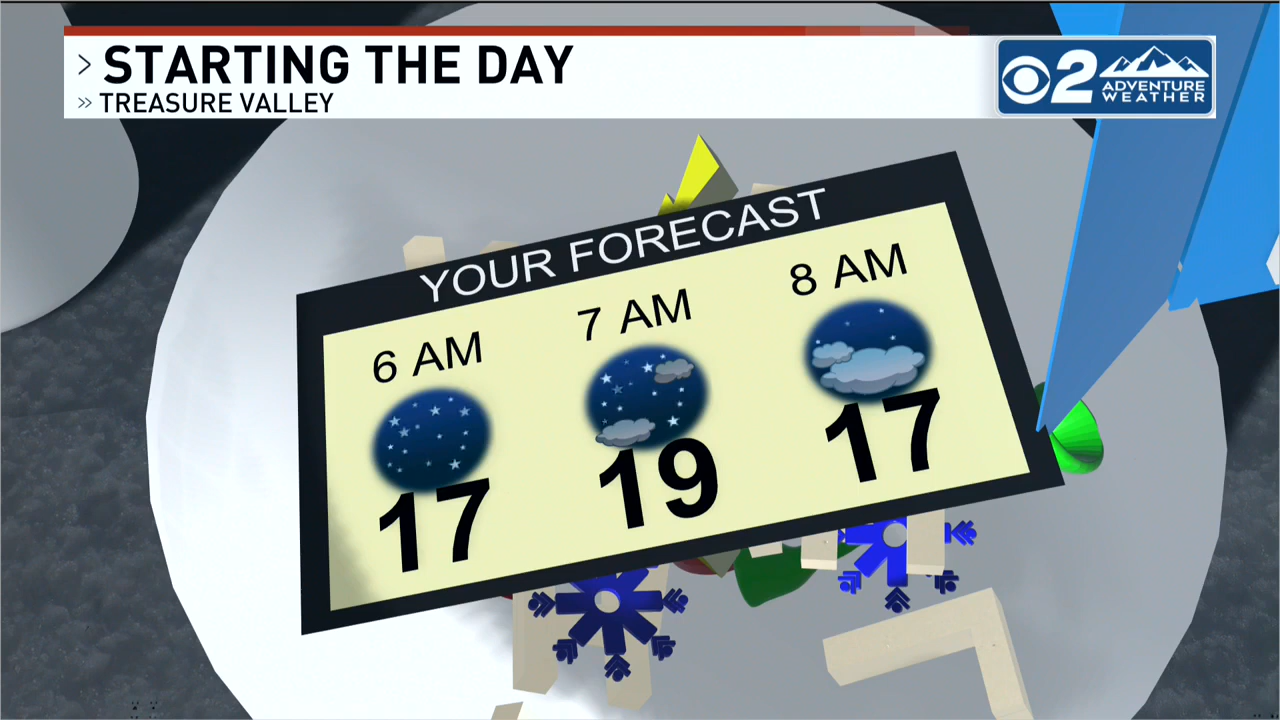 > STARTING THE DAY
» TREASURE VALLEY
2 ADVENTURE
WEATHER
YOUR FORECAST
6 AM 7 AM 8 AM
17 19 17